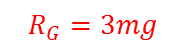 R_G = 3mg